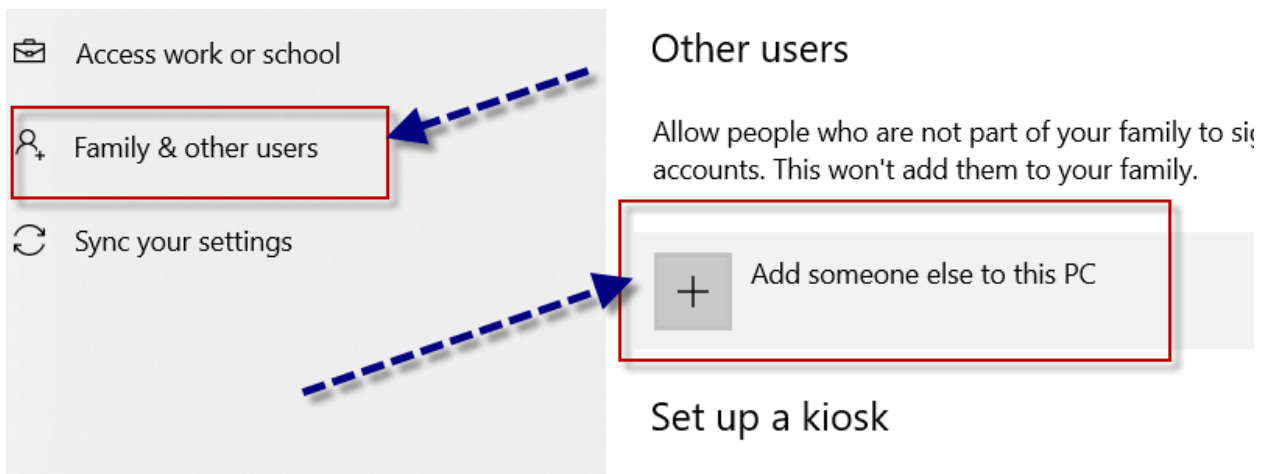 Access work or school
Family & other users
Sync your settings
Other users
Allow people who are not part of your family to
accounts. This won't add them to your family.
Add someone else to this PC
Set up a kiosk